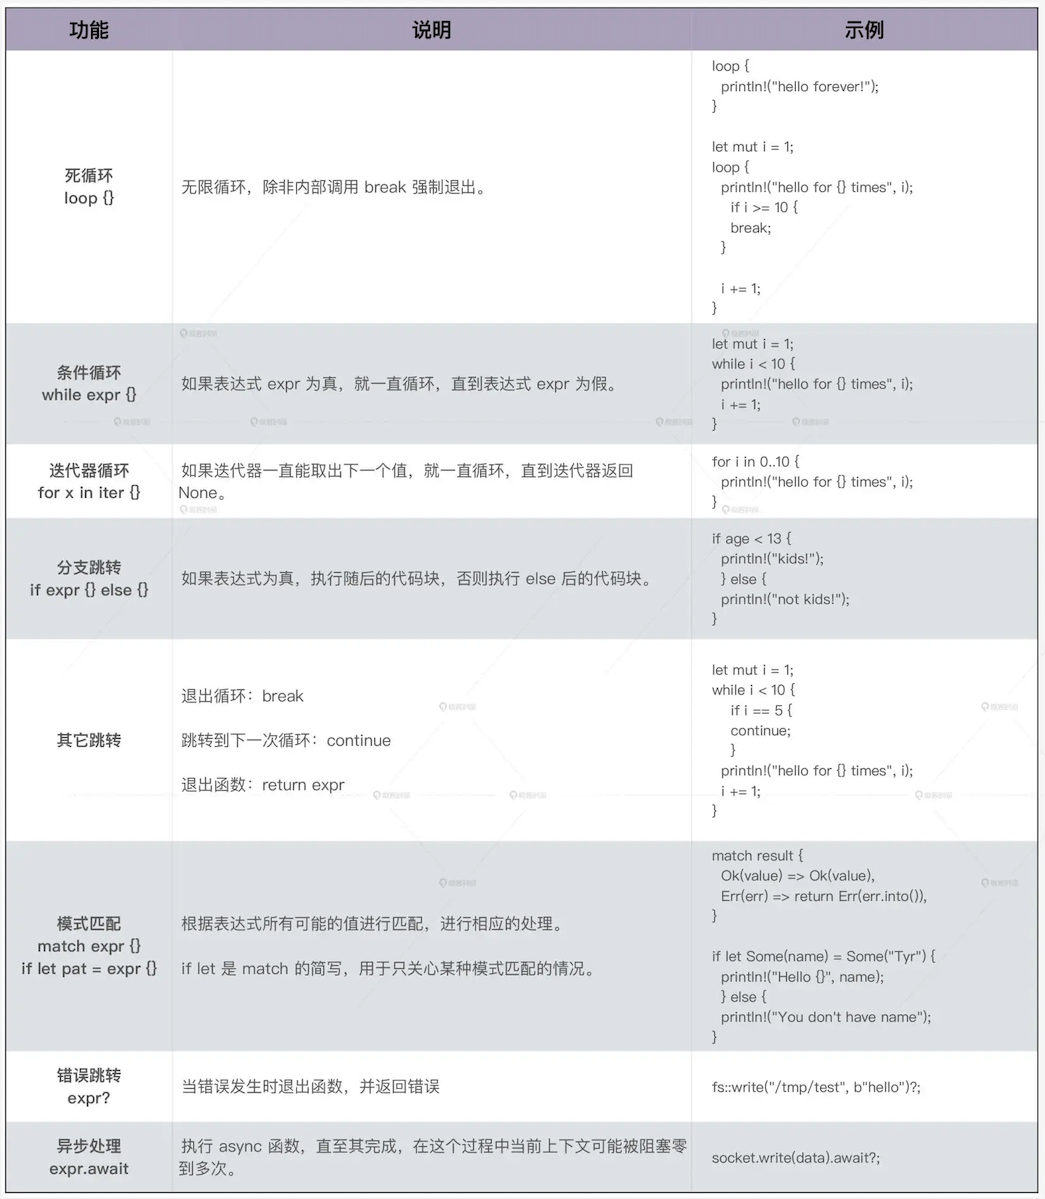 功能 说明 示例
死循环
loop {}
无限循环，除非内部调用 break 强制退出。
loop {
println!("hello forever!");
}
let mut i = 1;
loop {
println!("hello for {} times", i);
if i >= 10 {
break;
}
i += 1;
}
条件循环
while expr {}
如果表达式 expr 为真，就一直循环，直到表达式 expr 为假。
let mut i = 1;
while i < 10 {
println!("hello for {} times", i);
i += 1;
}
迭代器循环
for x in iter {}
如果迭代器一直能取出下一个值，就一直循环，直到迭代器返回
None。
for i in 0..10 {
println!("hello for {} times", i);
}
分支跳转
if expr {} else {}
如果表达式为真，执行随后的代码块，否则执行 else 后的代码块。
if age < 13 {
println!("kids!");
} else {
println!("not kids!");
}
其它跳转
退出循环：break
跳转到下一次循环：continue
退出函数：return expr
let mut i = 1;
while i < 10 {
if i == 5 {
continue;
}
println!("hello for {} times", i);
i += 1;
}
模式匹配
match expr {}
if let pat = expr {}
根据表达式所有可能的值进行匹配，进行相应的处理。
if let 是 match 的简写，用于只关心某种模式匹配的情况。
match result {
Ok(value) => Ok(value),
Err(err) => return Err(err.into()),
}
if let Some(name) = Some("Tyr") {
println!("Hello {}", name);
} else {
println!("You don't have name");
}
错误跳转
expr?
当错误发生时退出函数，并返回错误
fs::write("/tmp/test", b"hello")?;
异步处理
expr.await
执行 async 函数，直至其完成，在这个过程中当前上下文可能被阻塞零
到多次。
socket.write(data).await?;